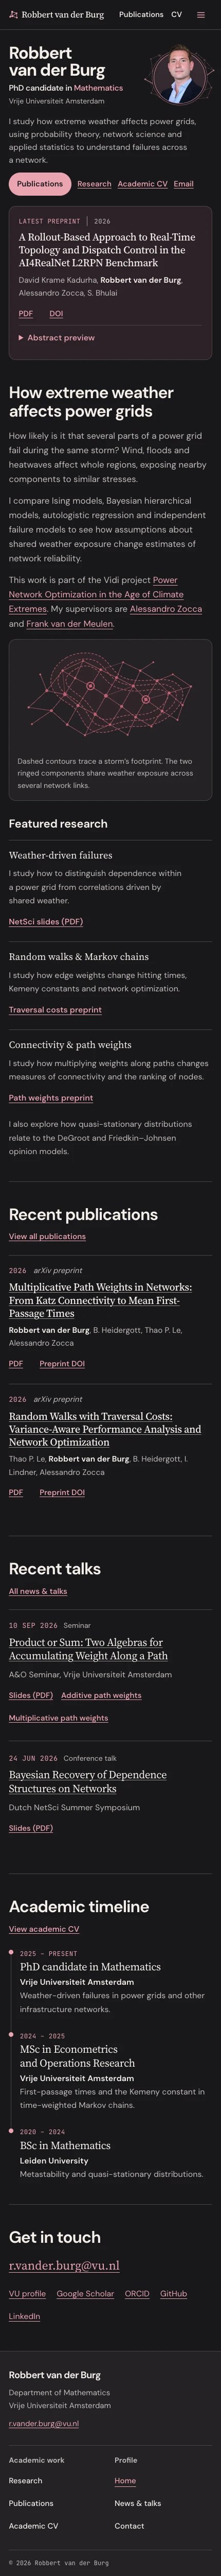 Robbert van der Burg
Publications CV
Robbert
van der Burg
PhD candidate in Mathematics
Vrije Universiteit Amsterdam
I study how extreme weather affects power grids,
using probability theory, network science and
applied statistics to understand failures across
a network.
Publications Research Academic CV Email
LATEST PREPRINT 2026
A Rollout-Based Approach to Real-Time
Topology and Dispatch Control in the
AI4RealNet L2RPN Benchmark
David Krame Kadurha, Robbert van der Burg,
Alessandro Zocca, S. Bhulai
PDF DOI
Abstract preview
How extreme weather
affects power grids
How likely is it that several parts of a power grid
fail during the same storm? Wind, floods and
heat often affect whole regions, exposing nearby
components to similar stresses.
I compare Ising models, Bayesian hierarchical
models, autologistic regression and independent
failure models to see how assumptions about
shared weather exposure change estimates of
network reliability.
This work is part of the Vidi project Power
Network Optimization in the Age of Climate
Extremes. My supervisors are Alessandro Zocca
and Frank van der Meulen.
Dashed contours trace a storm's footprint. The two
ringed components share weather exposure across
several network links.
Featured research
Weather-driven failures
I study how to distinguish dependence within
a power grid from correlations driven by
shared weather.
NetSci slides (PDF)
Random walks & Markov chains
I study how edge weights change hitting times,
Kemeny constants and network optimization.
Traversal costs preprint
Connectivity & path weights
I study how multiplying weights along paths changes
measures of connectivity and the ranking of nodes.
Path weights preprint
I also explore how quasi-stationary distributions
relate to the DeGroot and Friedkin–Johnsen
opinion models.
Recent publications
View all publications
2026 arXiv preprint
Multiplicative Path Weights in Networks:
From Katz Connectivity to Mean First-
Passage Times
Robbert van der Burg, B. Heidergott, Thao P. Le,
Alessandro Zocca
PDF Preprint DOI
2026 arXiv preprint
Random Walks with Traversal Costs:
Variance-Aware Performance Analysis and
Network Optimization
Thao P. Le, Robbert van der Burg, B. Heidergott, I.
Lindner, Alessandro Zocca
PDF Preprint DOI
Recent talks
All news & talks
10 SEP 2026 Seminar
Product or Sum: Two Algebras for
Accumulating Weight Along a Path
A&O Seminar, Vrije Universiteit Amsterdam
Slides (PDF) Additive path weights
Multiplicative path weights
24 JUN 2026 Conference talk
Bayesian Recovery of Dependence
Structures on Networks
Dutch NetSci Summer Symposium
Slides (PDF)
Academic timeline
View academic CV
2025 – PRESENT
PhD candidate in Mathematics
Vrije Universiteit Amsterdam
Weather-driven failures in power grids and other
infrastructure networks.
2024 – 2025
MSc in Econometrics
and Operations Research
Vrije Universiteit Amsterdam
First-passage times and the Kemeny constant in
time-weighted Markov chains.
2020 – 2024
BSc in Mathematics
Leiden University
Metastability and quasi-stationary distributions.
Get in touch
r.vander.burg@vu.nl
VU profile Google Scholar ORCID GitHub
LinkedIn
Robbert van der Burg
Department of Mathematics
Vrije Universiteit Amsterdam
r.vander.burg@vu.nl
Academic work Profile
Research Home
Publications News & talks
Academic CV Contact
© 2026 Robbert van der Burg